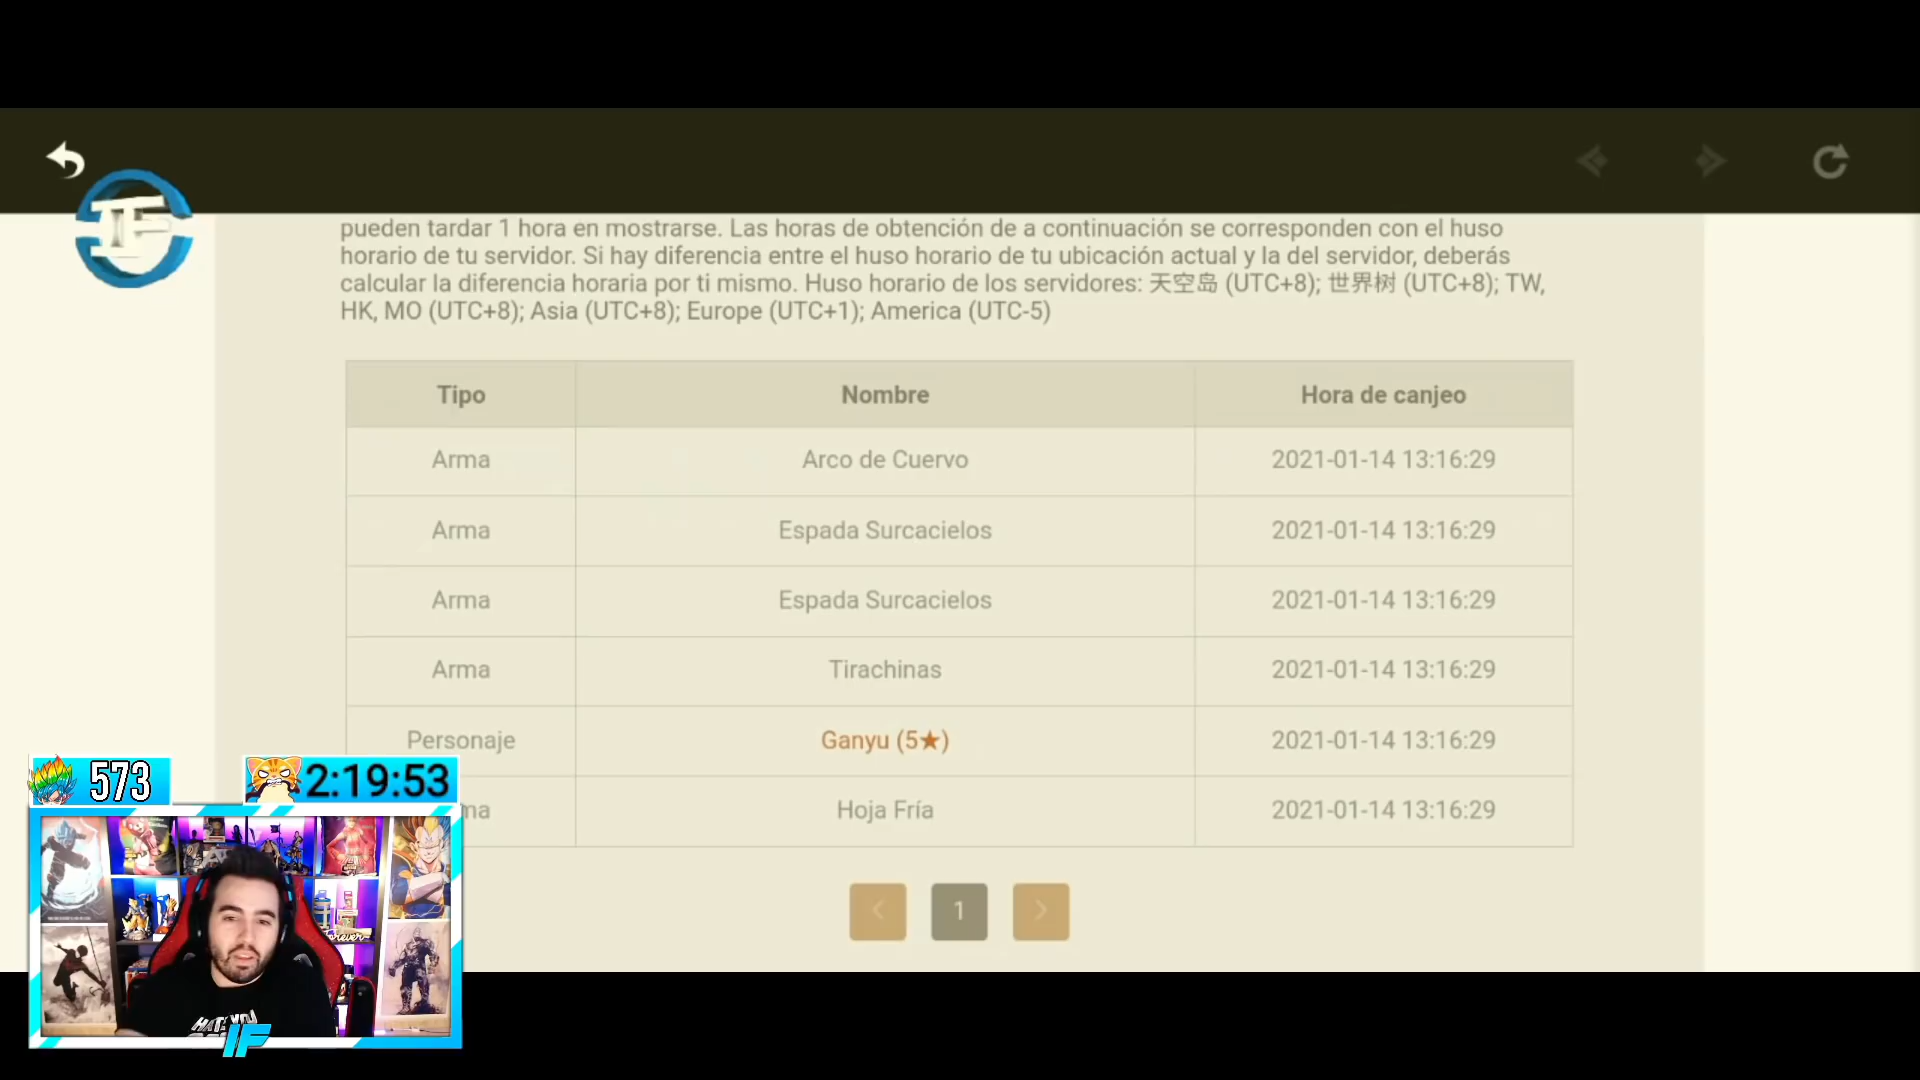 pueden tardar 1 hora en mostrarse. Las horas de obtención de a continuación se corresponden con el huso
horario de tu servidor. Si hay diferencia entre el huso horario de tu ubicación actual y la del servidor, deberás
calcular la diferencia horaria por ti mismo. Huso horario de los servidores: 天空岛 (UTC+8); 世界树 (UTC+8); TW,
HK, MO (UTC+8); Asia (UTC+8); Europe (UTC+1); America (UTC-5)
IF
Tipo Nombre Hora de canjeo
Arma Arco de Cuervo 2021-01-14 13:16:29
Arma Espada Surcacielos 2021-01-14 13:16:29
Arma Espada Surcacielos 2021-01-14 13:16:29
Arma Tirachinas 2021-01-14 13:16:29
Personaje Ganyu (5★) 2021-01-14 13:16:29
ma Hoja Fría 2021-01-14 13:16:29
1
573
2:19:53
IF